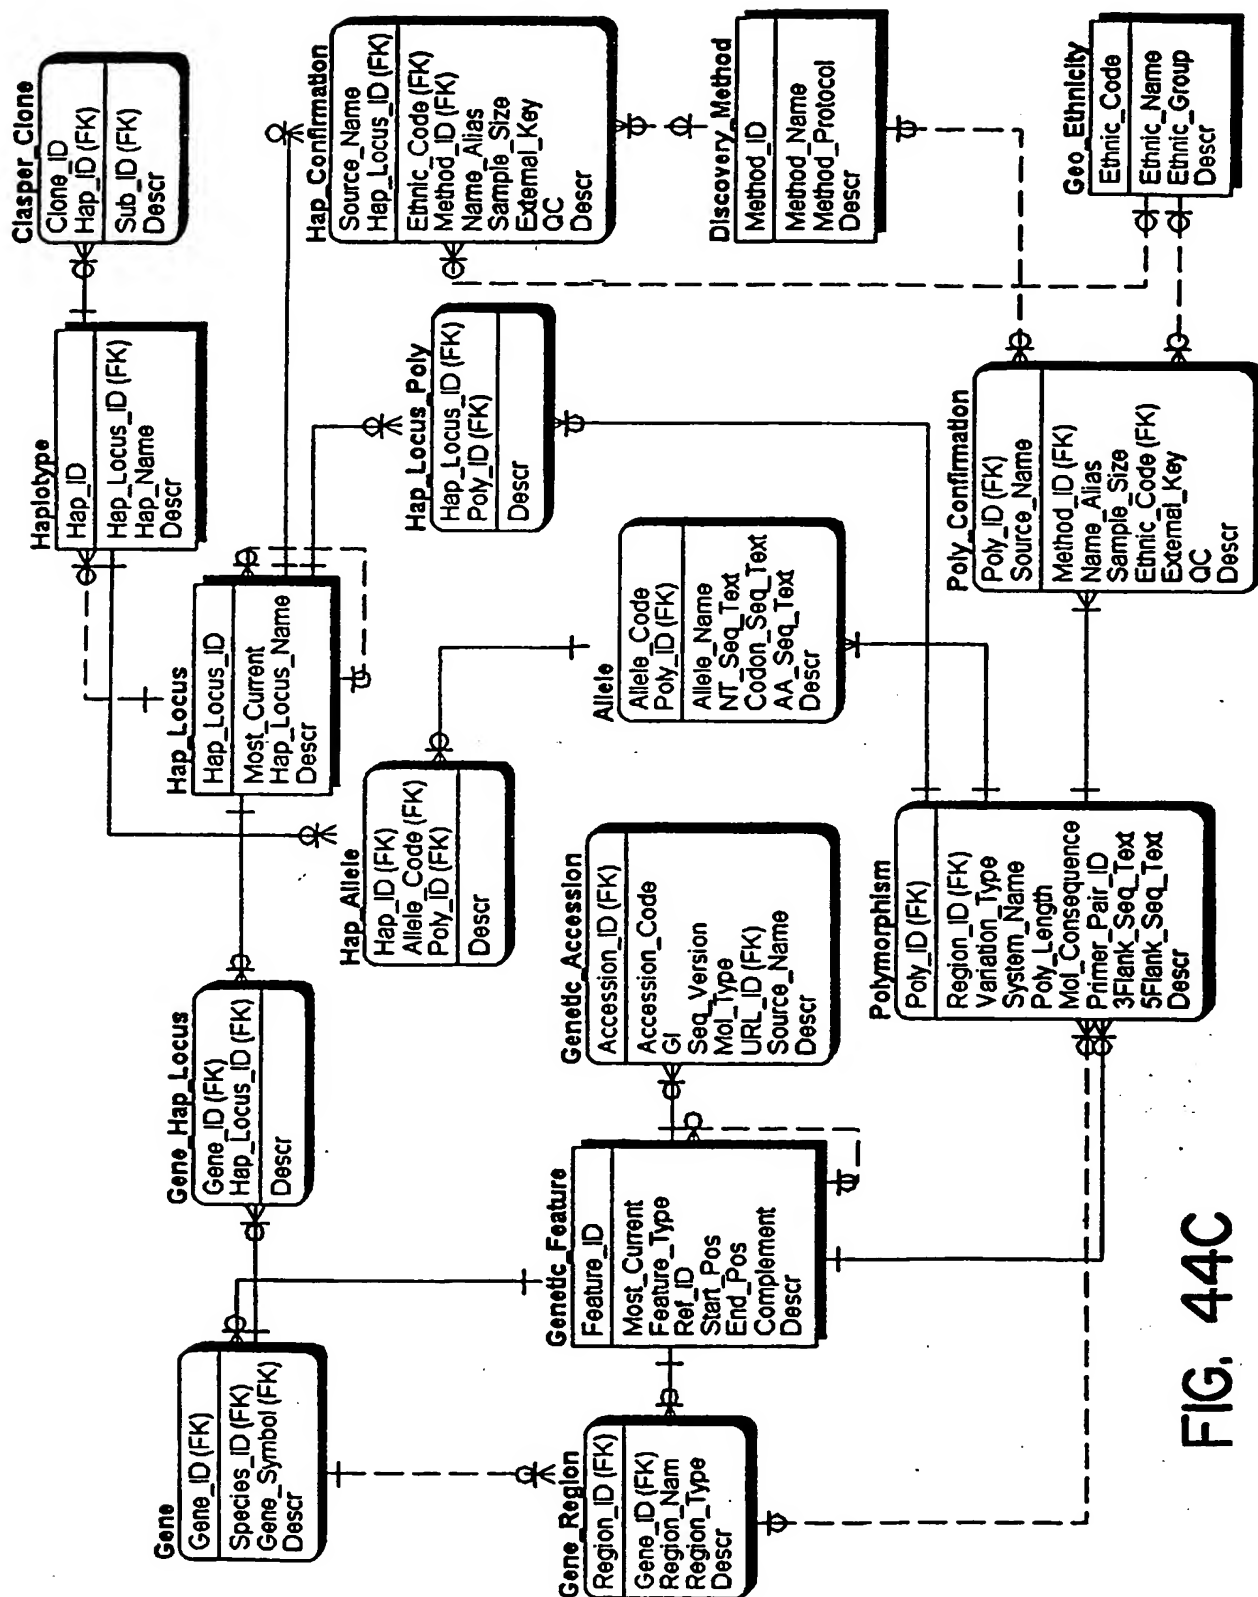 Gene
Gene_ID (FK)
Species_ID (FK)
Gene_Symbol (FK)
Descr
Gene_Hap_Locus
Gene_ID (FK)
Hap_Locus_ID (FK)
Descr
Hap_Locus
Hap_Locus_ID
Most_Current
Hap_Locus_Name
Descr
Haplotype
Hap_ID
Hap_Locus_ID (FK)
Hap_Name
Descr
Clasper_Clone
Clone_ID
Hap_ID (FK)
Sub_ID (FK)
Descr
Hap_Allele
Hap_ID (FK)
Allele_Code (FK)
Poly_ID (FK)
Descr
Hap_Locus_Poly
Hap_Locus_ID (FK)
Poly_ID (FK)
Descr
Hap_Confirmation
Source_Name
Hap_Locus_ID (FK)
Ethnic_Code (FK)
Method_ID (FK)
Name_Alias
Sample_Size
External_Key
QC
Descr
Gene_Region
Region_ID (FK)
Gene_ID (FK)
Region_Nam
Region_Type
Descr
Genetic_Feature
Feature_ID
Most_Current
Feature_Type
Ref_ID
Start_Pos
End_Pos
Complement
Descr
Genetic_Accession
Accession_ID (FK)
Accession_Code
GI
Seq_Version
Mol_Type
URL_ID (FK)
Source_Name
Descr
Allele
Allele_Code
Poly_ID (FK)
Allele_Name
NT_Seq_Text
Codon_Seq_Text
AA_Seq_Text
Descr
Discovery_Method
Method_ID
Method_Name
Method_Protocol
Descr
Polymorphism
Poly_ID (FK)
Region_ID (FK)
Variation_Type
System_Name
Poly_Length
Mol_Consequence
Primer_Pair_ID
3Flank_Seq_Text
5Flank_Seq_Text
Descr
Poly_Confirmation
Poly_ID (FK)
Source_Name
Method_ID (FK)
Name_Alias
Sample_Size
Ethnic_Code (FK)
External_Key
QC
Descr
Geo_Ethnicity
Ethnic_Code
Ethnic_Name
Ethnic_Group
Descr
FIG. 44C